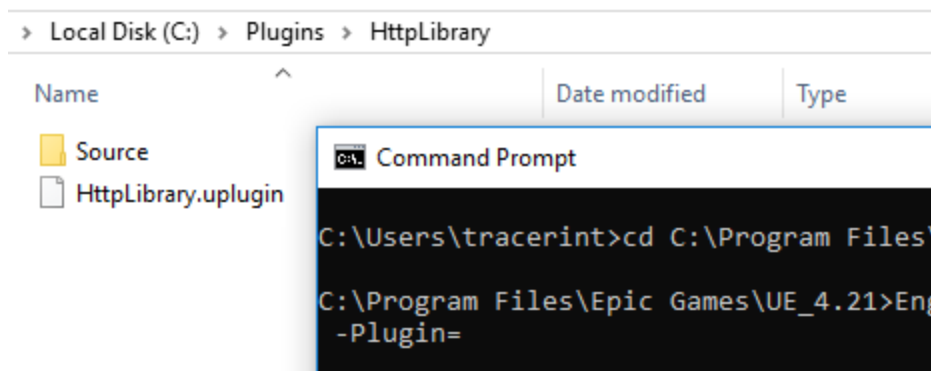 > Local Disk (C:) > Plugins > HttpLibrary
Name Date modified Type
Source
HttpLibrary.uplugin
C:\. Command Prompt
C:\Users\tracerint>cd C:\Program Files\
C:\Program Files\Epic Games\UE_4.21>Eng
-Plugin=